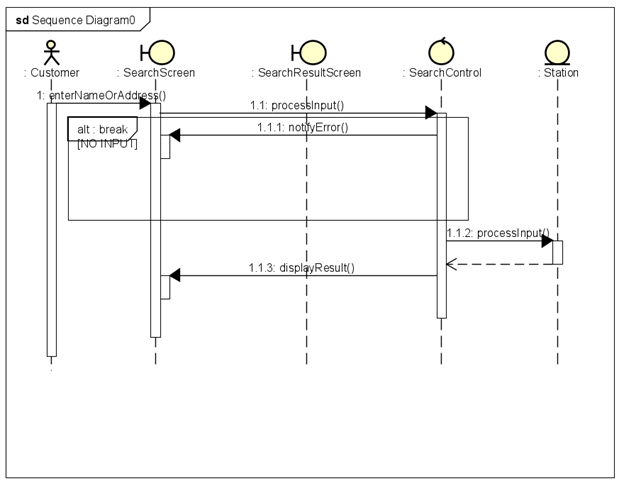 sd Sequence Diagram0
: Customer
: SearchScreen
: SearchResultScreen
: SearchControl
: Station
1: enterNameOrAddress()
1.1: processInput()
alt : break
1.1.1: notifyError()
[NO INPUT]
1.1.2: processInput()
1.1.3: displayResult()